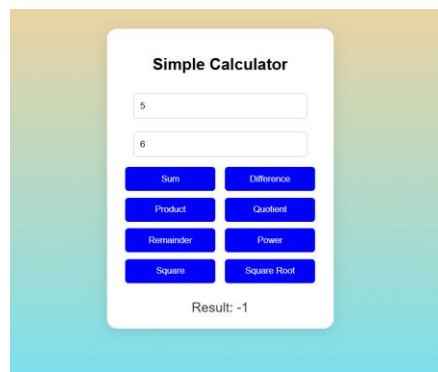 Simple Calculator
5
6
Sum Difference
Product Quotient
Remainder Power
Square Square Root
Result: -1